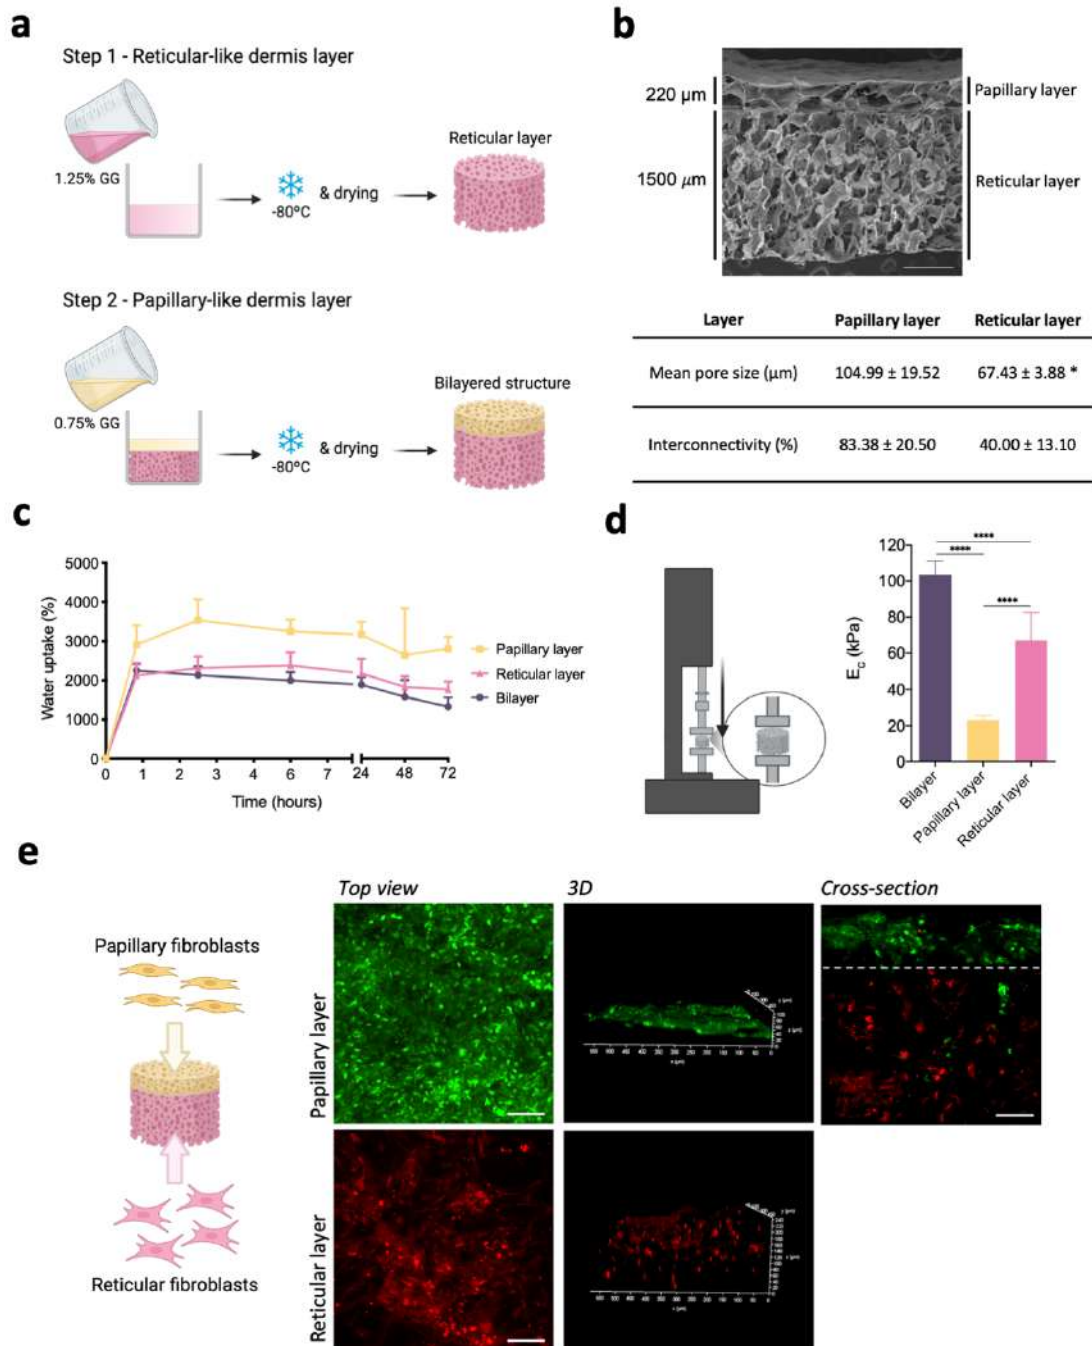 a
Step 1 - Reticular-like dermis layer
1.25% GG
-80ºC
& drying
Reticular layer
Step 2 - Papillary-like dermis layer
0.75% GG
-80ºC
& drying
Bilayered structure
b
220 µm
1500 µm
Papillary layer
Reticular layer
Layer Papillary layer Reticular layer
Mean pore size (µm) 104.99 ± 19.52 67.43 ± 3.88 *
Interconnectivity (%) 83.38 ± 20.50 40.00 ± 13.10
c
Water uptake (%)
5000
4000
3000
2000
1000
0
0 1 2 3 4 5 6 7 24 48 72
Time (hours)
Papillary layer
Reticular layer
Bilayer
d
E_c (kPa)
120
100
80
60
40
20
0
****
****
****
Bilayer
Papillary layer
Reticular layer
e
Papillary fibroblasts
Reticular fibroblasts
Top view
3D
Cross-section
Papillary layer
Reticular layer